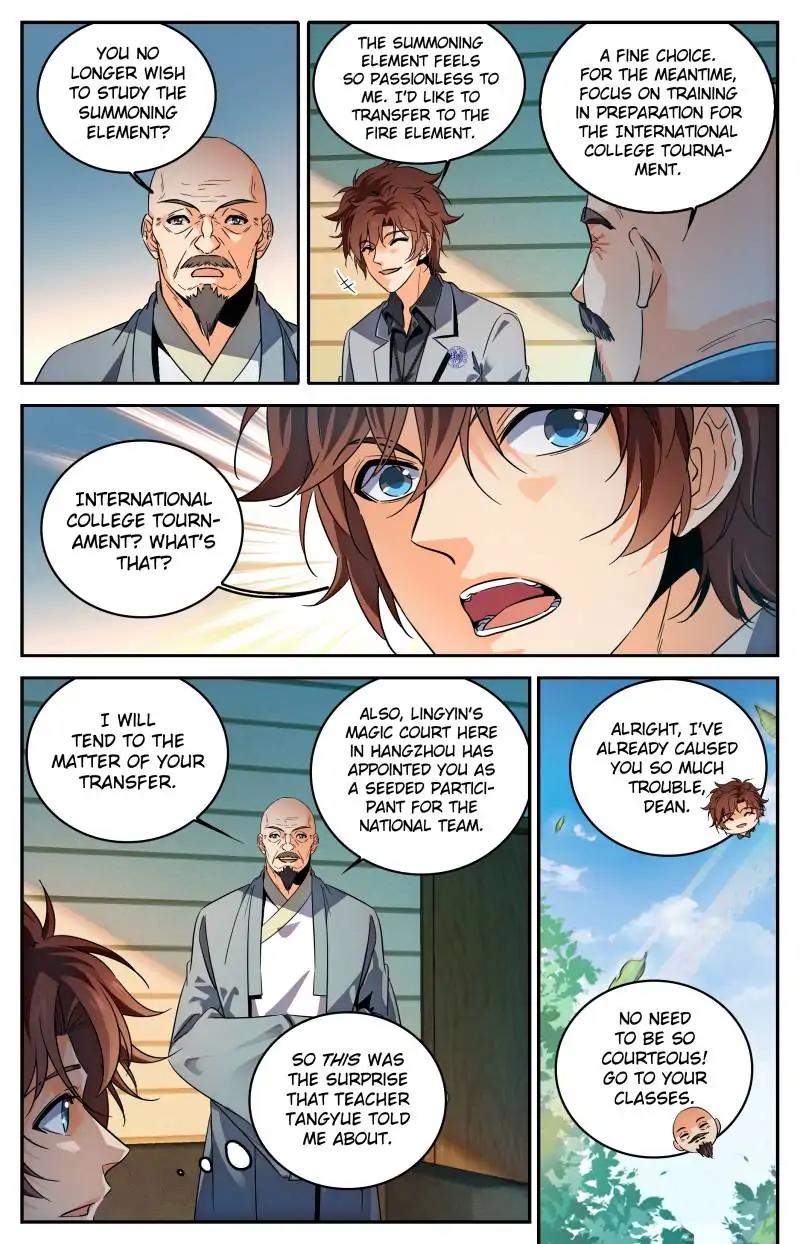 YOU NO
LONGER WISH
TO STUDY THE
SUMMONING
ELEMENT?
THE SUMMONING
ELEMENT FEELS
SO PASSIONLESS TO
ME. I'D LIKE TO
TRANSFER TO THE
FIRE ELEMENT.
A FINE CHOICE.
FOR THE MEANTIME,
FOCUS ON TRAINING
IN PREPARATION FOR
THE INTERNATIONAL
COLLEGE TOURNA-
MENT.
INTERNATIONAL
COLLEGE TOURN-
AMENT? WHAT'S
THAT?
I WILL
TEND TO THE
MATTER OF YOUR
TRANSFER.
ALSO, LINGYIN'S
MAGIC COURT HERE
IN HANGZHOU HAS
APPOINTED YOU AS
A SEEDED PARTICI-
PANT FOR THE
NATIONAL TEAM.
SO THIS WAS
THE SURPRISE
THAT TEACHER
TANGYUE TOLD
ME ABOUT.
ALRIGHT, I'VE
ALREADY CAUSED
YOU SO MUCH
TROUBLE,
DEAN.
NO NEED
TO BE SO
COURTEOUS!
GO TO YOUR
CLASSES.